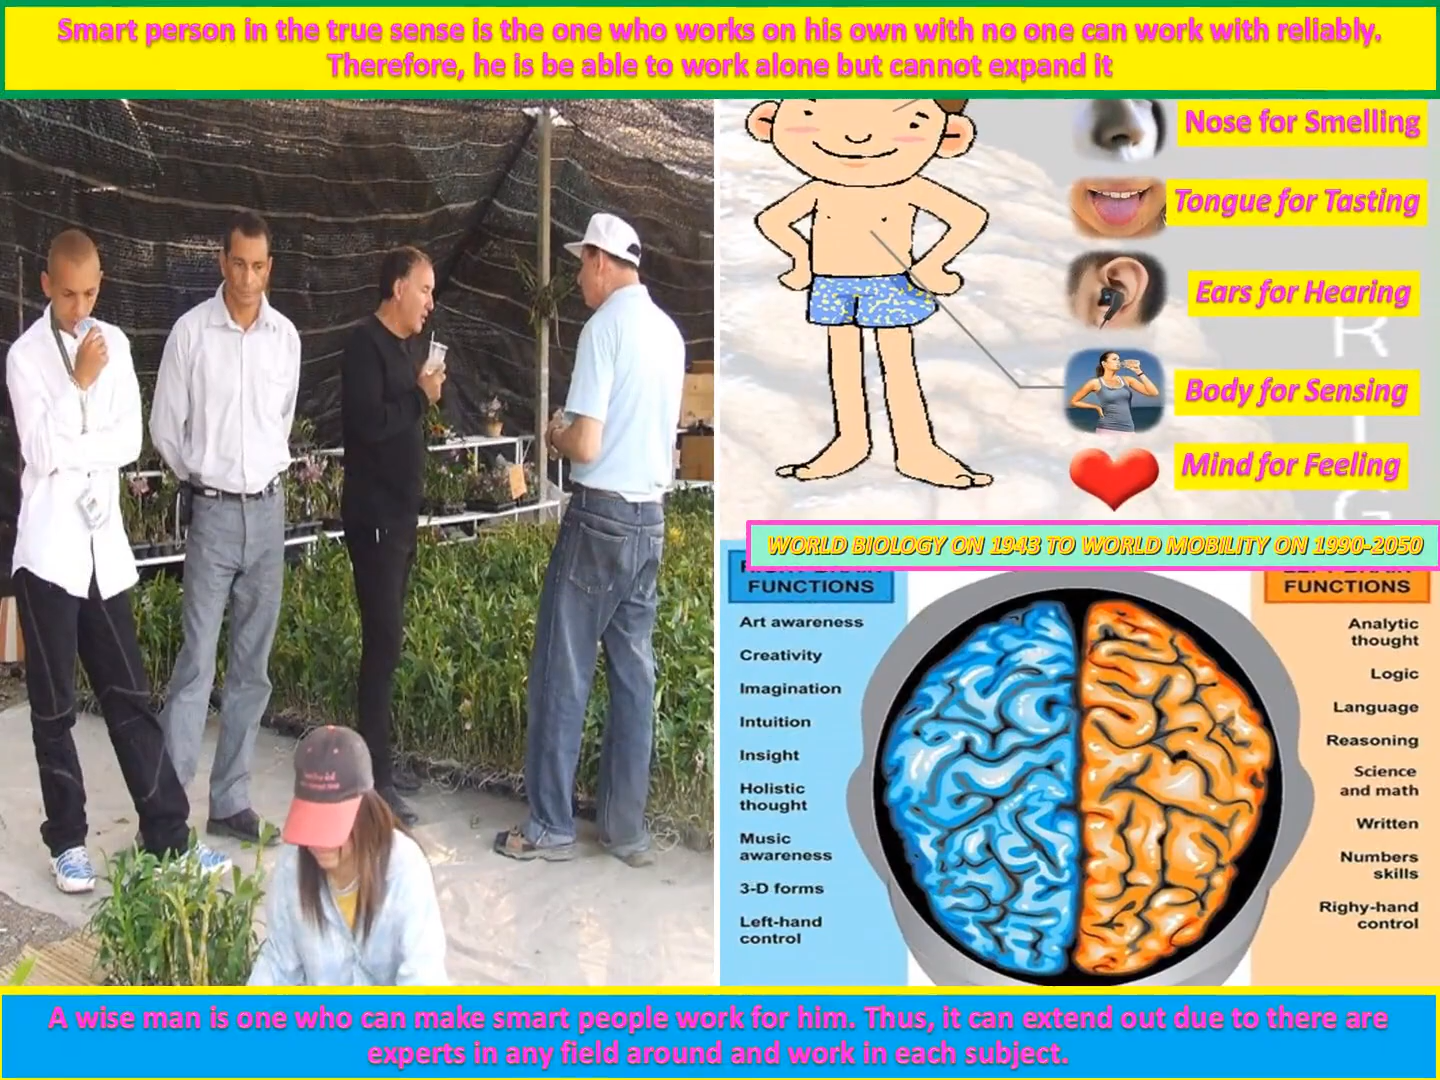 Smart person in the true sense is the one who works on his own with no one can work with reliably.
Therefore, he is be able to work alone but cannot expand it
Nose for Smelling
Tongue for Tasting
Ears for Hearing
Body for Sensing
Mind for Feeling
WORLD BIOLOGY ON 1943 TO WORLD MOBILITY ON 1990-2050
FUNCTIONS
Art awareness
Creativity
Imagination
Intuition
Insight
Holistic
thought
Music
awareness
3-D forms
Left-hand
control
FUNCTIONS
Analytic
thought
Logic
Language
Reasoning
Science
and math
Written
Numbers
skills
Righy-hand
control
A wise man is one who can make smart people work for him. Thus, it can extend out due to there are
experts in any field around and work in each subject.